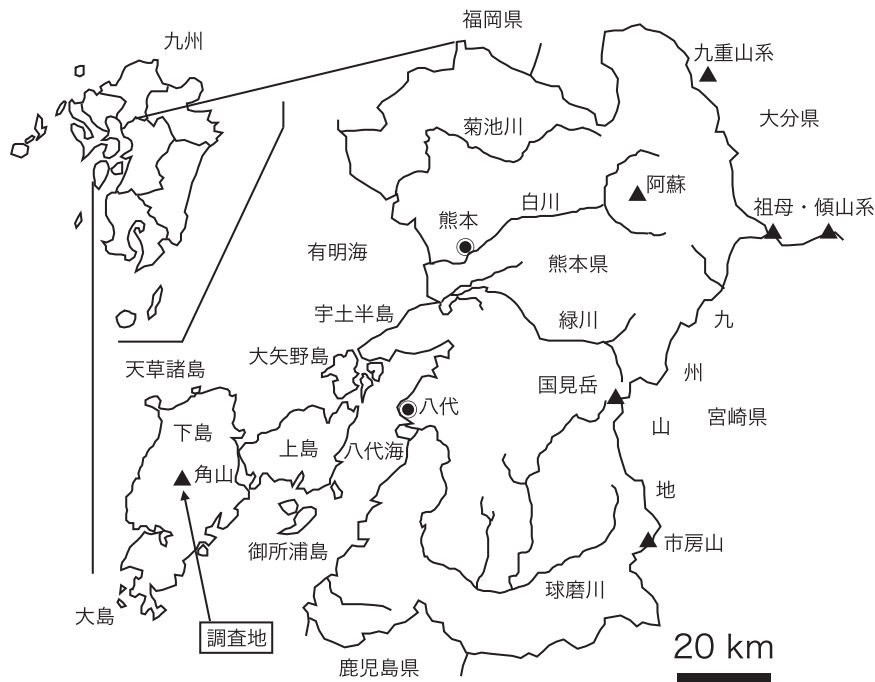 福岡県
九州
九重山系
大分県
菊池川
阿蘇
白川
祖母・傾山系
熊本
有明海
熊本県
宇土半島
緑川
九州山地
大矢野島
天草諸島
国見岳
八代
宮崎県
下島
上島
八代海
角山
御所浦島
市房山
球磨川
大島
調査地
鹿児島県
20 km